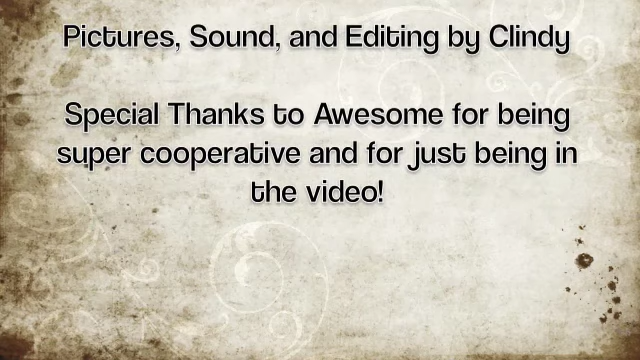 Pictures, Sound, and Editing by Clindy
Special Thanks to Awesome for being
super cooperative and for just being in
the video!